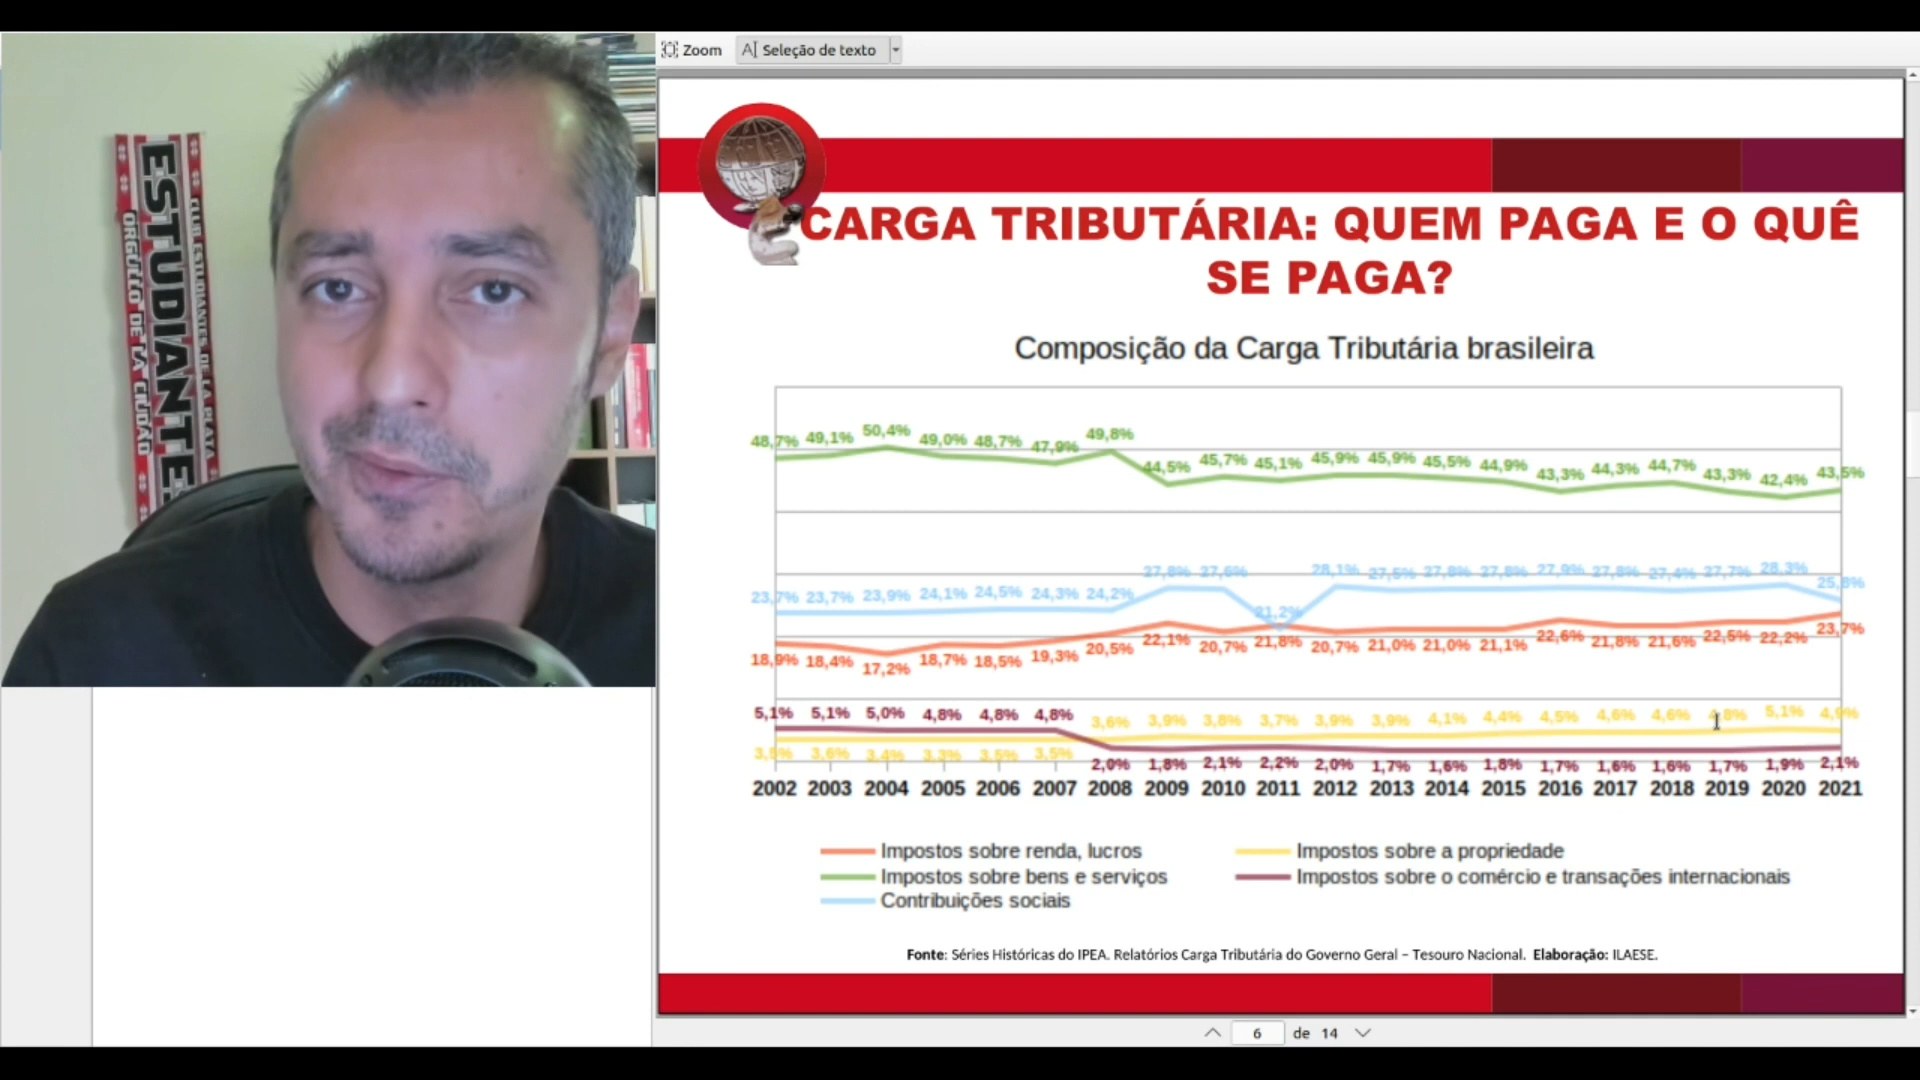 Zoom
Seleção de texto
CLUB ESTUDIANTES DE LA PLATA
ESTUDIANTES
ORGULLO DE LA CIUDAD
CARGA TRIBUTÁRIA: QUEM PAGA E O QUÊ
SE PAGA?
Composição da Carga Tributária brasileira
48,7% 49,1% 50,4% 49,0% 48,7% 47,9% 49,8% 44,5% 45,7% 45,1% 45,9% 45,9% 45,5% 44,9% 43,3% 44,3% 44,7% 43,3% 42,4% 43,5%
23,7% 23,7% 23,9% 24,1% 24,5% 24,3% 24,2% 27,8% 27,6% 21,2% 28,1% 27,5% 27,8% 27,8% 27,9% 27,8% 27,4% 27,7% 28,3% 25,8%
18,9% 18,4% 17,2% 18,7% 18,5% 19,3% 20,5% 22,1% 20,7% 21,8% 20,7% 21,0% 21,0% 21,1% 22,6% 21,8% 21,6% 22,5% 22,2% 23,7%
5,1% 5,1% 5,0% 4,8% 4,8% 4,8% 3,6% 3,9% 3,8% 3,7% 3,9% 3,9% 4,1% 4,4% 4,5% 4,6% 4,6% 4,8% 5,1% 4,9%
3,6% 3,4% 3,3% 3,5% 3,5% 2,0% 1,8% 2,1% 2,2% 2,0% 1,7% 1,6% 1,8% 1,7% 1,6% 1,6% 1,7% 1,9% 2,1%
2002 2003 2004 2005 2006 2007 2008 2009 2010 2011 2012 2013 2014 2015 2016 2017 2018 2019 2020 2021
Impostos sobre renda, lucros
Impostos sobre a propriedade
Impostos sobre bens e serviços
Impostos sobre o comércio e transações internacionais
Contribuições sociais
Fonte: Séries Históricas do IPEA. Relatórios Carga Tributária do Governo Geral – Tesouro Nacional. Elaboração: ILAESE.
6 de 14